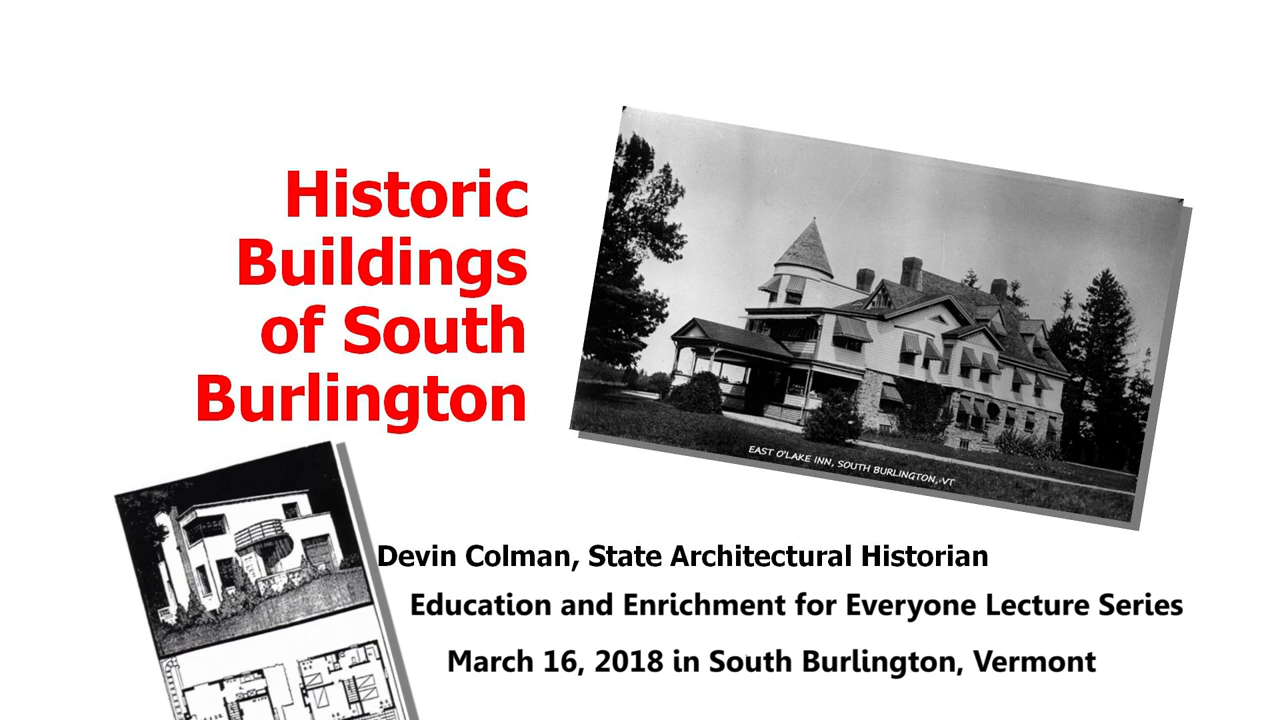 Historic
Buildings
of South
Burlington
EAST O'LAKE INN, SOUTH BURLINGTON, VT
Devin Colman, State Architectural Historian
Education and Enrichment for Everyone Lecture Series
March 16, 2018 in South Burlington, Vermont